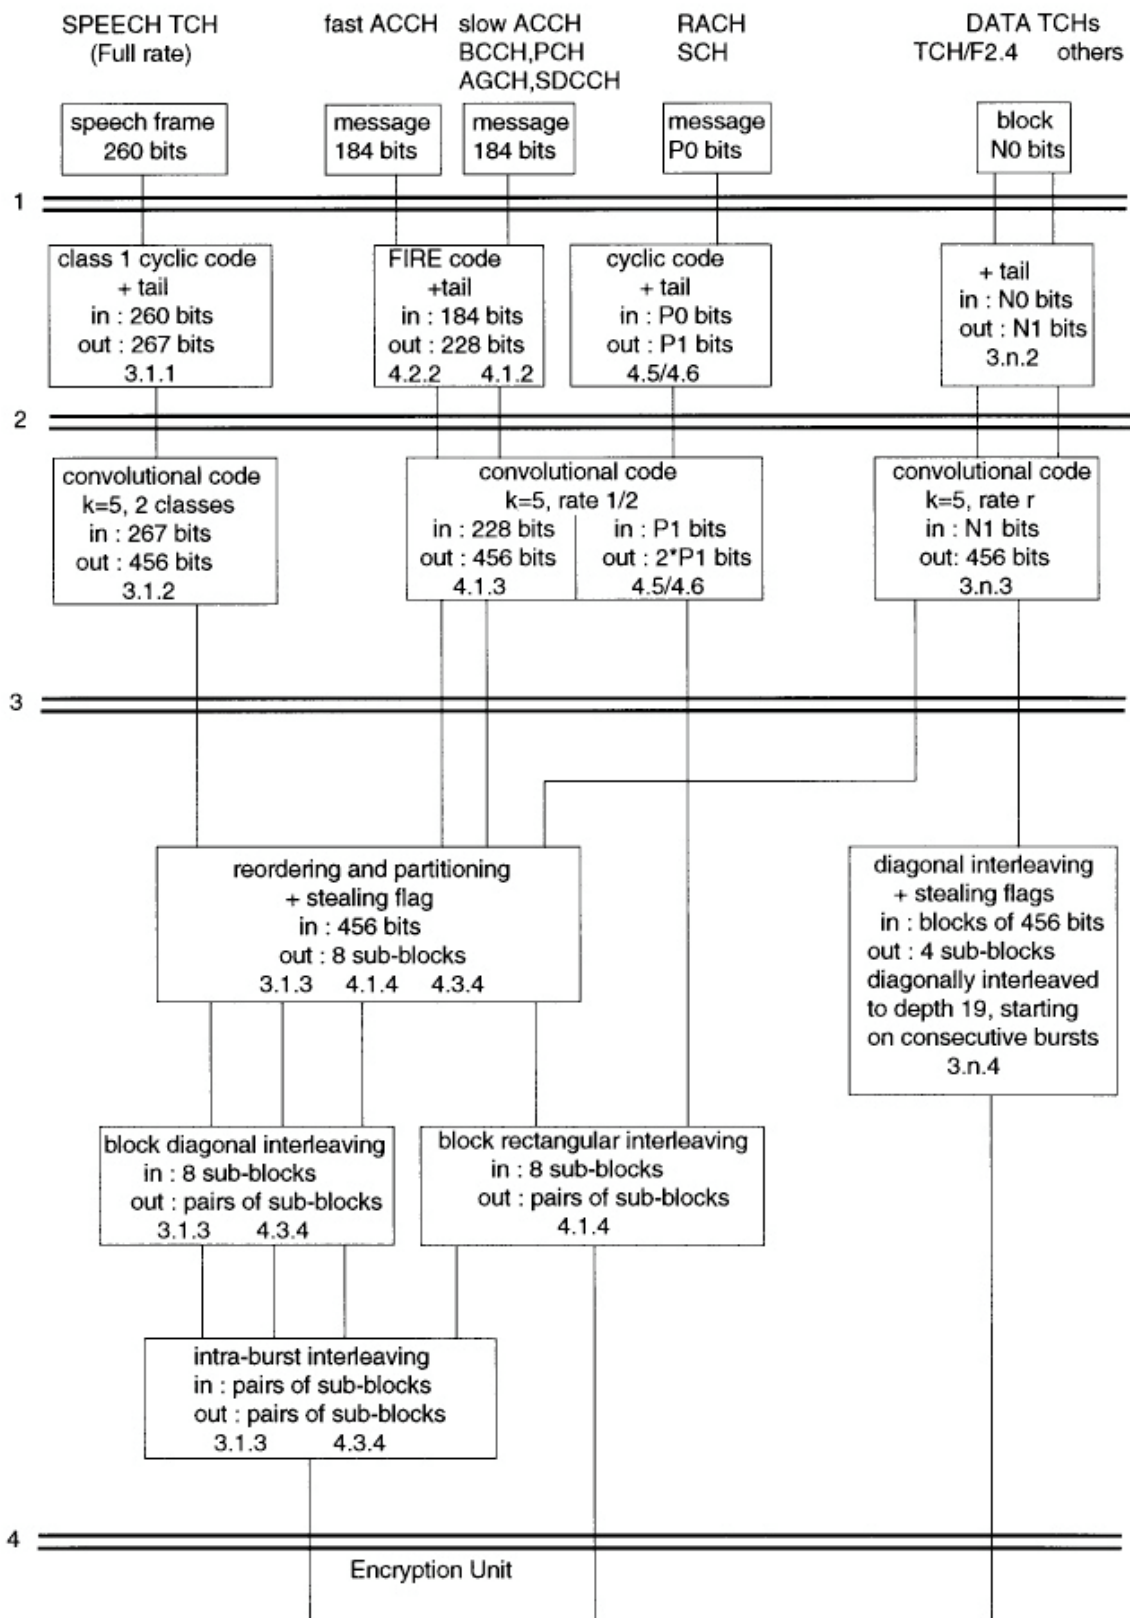 SPEECH TCH fast ACCH slow ACCH RACH DATA TCHs
(Full rate) BCCH,PCH SCH TCH/F2.4 others
AGCH,SDCCH
speech frame message message message block
260 bits 184 bits 184 bits P0 bits N0 bits
1
class 1 cyclic code FIRE code cyclic code + tail
+ tail +tail + tail in : N0 bits
in : 260 bits in : 184 bits in : P0 bits out : N1 bits
out : 267 bits out : 228 bits out : P1 bits 3.n.2
3.1.1 4.2.2 4.1.2 4.5/4.6
2
convolutional code convolutional code convolutional code
k=5, 2 classes k=5, rate 1/2 k=5, rate r
in : 267 bits in : 228 bits in : P1 bits in : N1 bits
out : 456 bits out : 456 bits out : 2*P1 bits out: 456 bits
3.1.2 4.1.3 4.5/4.6 3.n.3
3
reordering and partitioning
+ stealing flag
in : 456 bits
out : 8 sub-blocks
3.1.3 4.1.4 4.3.4
diagonal interleaving
+ stealing flags
in : blocks of 456 bits
out : 4 sub-blocks
diagonally interleaved
to depth 19, starting
on consecutive bursts
3.n.4
block diagonal interleaving
in : 8 sub-blocks
out : pairs of sub-blocks
3.1.3 4.3.4
block rectangular interleaving
in : 8 sub-blocks
out : pairs of sub-blocks
4.1.4
intra-burst interleaving
in : pairs of sub-blocks
out : pairs of sub-blocks
3.1.3 4.3.4
4
Encryption Unit